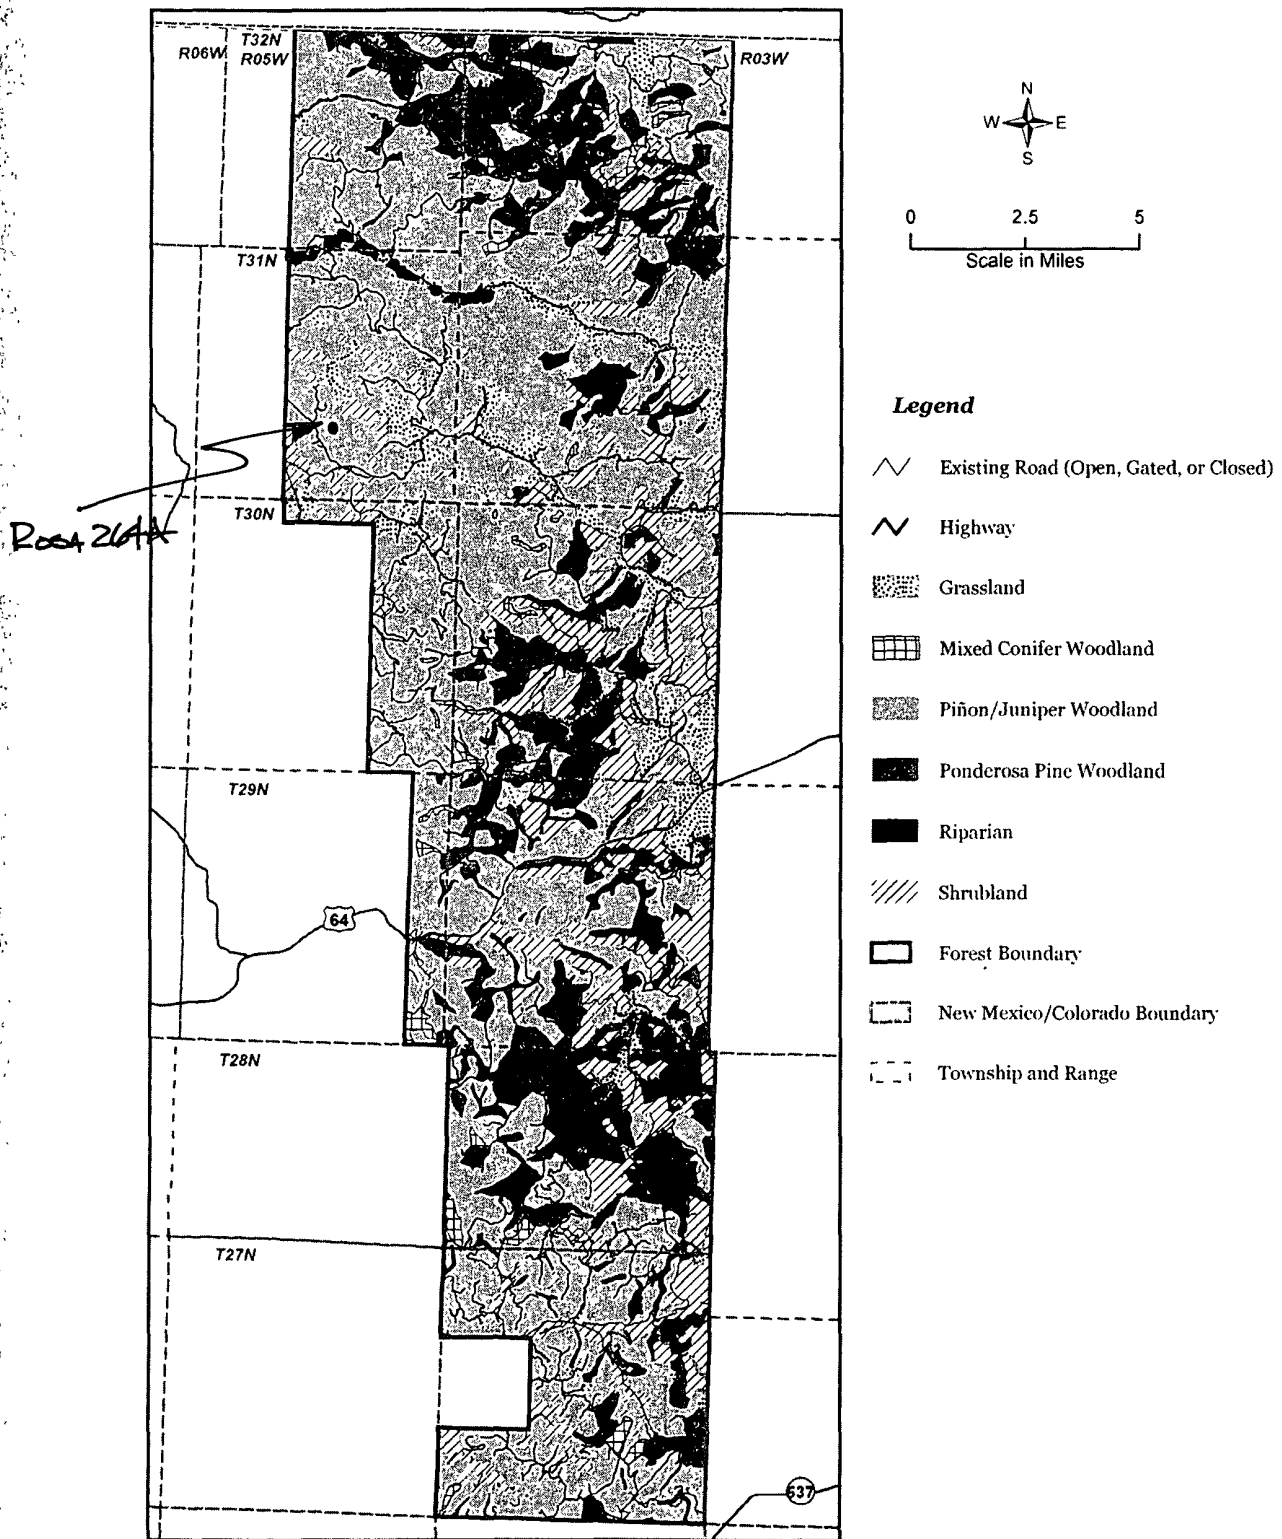 T32N
R06W R05W R03W
N
W E
S
0 2.5 5
Scale in Miles
T31N
Legend
Existing Road (Open, Gated, or Closed)
T30N
Rosa 264A
Highway
Grassland
Mixed Conifer Woodland
Piñon/Juniper Woodland
Ponderosa Pine Woodland
T29N
Riparian
Shrubland
64
Forest Boundary
New Mexico/Colorado Boundary
T28N
Township and Range
T27N
537